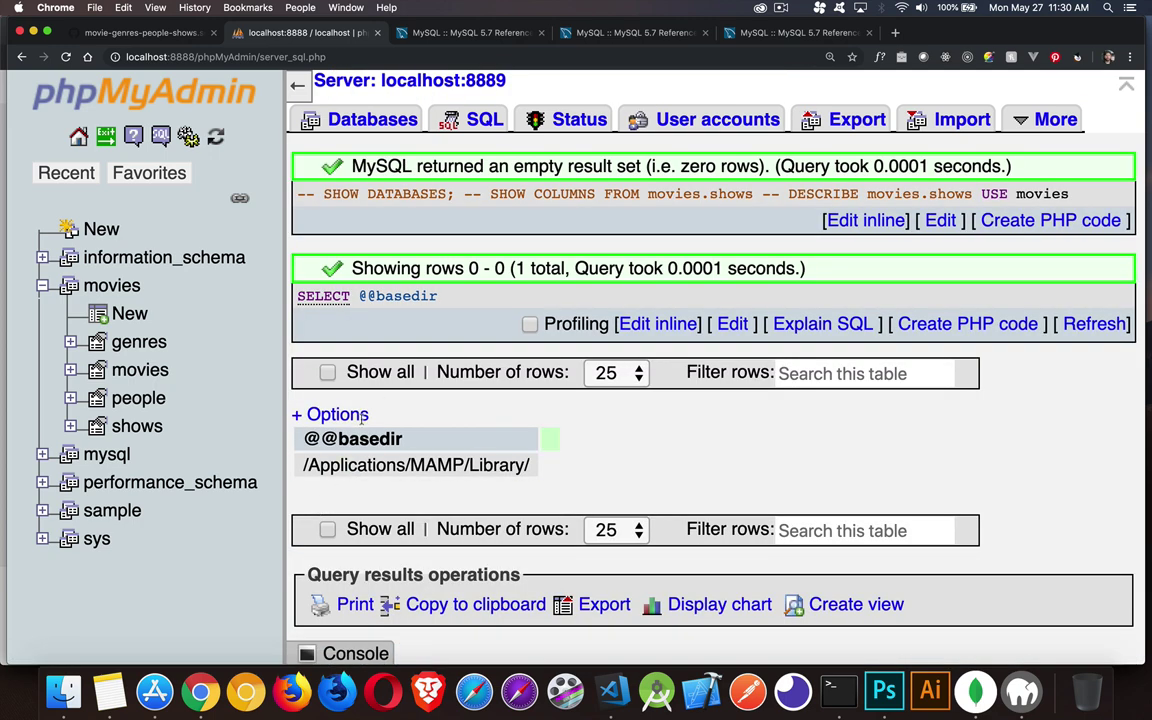 Chrome File Edit View History Bookmarks People Window Help 100% Mon May 27 11:30 AM
movie-genres-people-shows.s localhost:8888 / localhost | ph MySQL :: MySQL 5.7 Referenc MySQL :: MySQL 5.7 Referenc MySQL :: MySQL 5.7 Referenc
localhost:8888/phpMyAdmin/server_sql.php
phpMyAdmin
Recent Favorites
New
information_schema
movies
New
genres
movies
people
shows
mysql
performance_schema
sample
sys
Server: localhost:8889
Databases SQL Status User accounts Export Import More
MySQL returned an empty result set (i.e. zero rows). (Query took 0.0001 seconds.)
-- SHOW DATABASES; -- SHOW COLUMNS FROM movies.shows -- DESCRIBE movies.shows USE movies
[Edit inline] [ Edit ] [ Create PHP code ]
Showing rows 0 - 0 (1 total, Query took 0.0001 seconds.)
SELECT @@basedir
Profiling [Edit inline] [ Edit ] [ Explain SQL ] [ Create PHP code ] [ Refresh]
Show all | Number of rows: 25 Filter rows: Search this table
+ Options
@@basedir
/Applications/MAMP/Library/
Show all | Number of rows: 25 Filter rows: Search this table
Query results operations
Print Copy to clipboard Export Display chart Create view
Console
Ps Ai